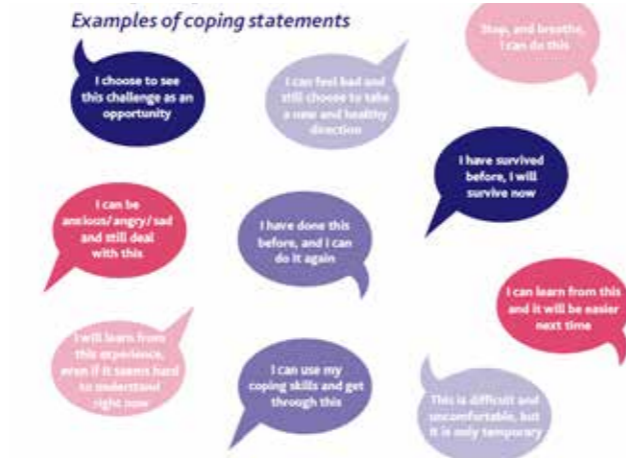 Examples of coping statements
Stop, and breathe,
I can do this
I choose to see
this challenge as an
opportunity
I can feel bad and
still choose to take
a new and healthy
direction
I have survived
before, I will
survive now
I can be
anxious/angry/sad
and still deal
with this
I have done this
before, and I can
do it again
I can learn from this
and it will be easier
next time
I will learn from
this experience,
even if it seems hard
to understand
right now
I can use my
coping skills and get
through this
This is difficult and
uncomfortable, but
it is only temporary